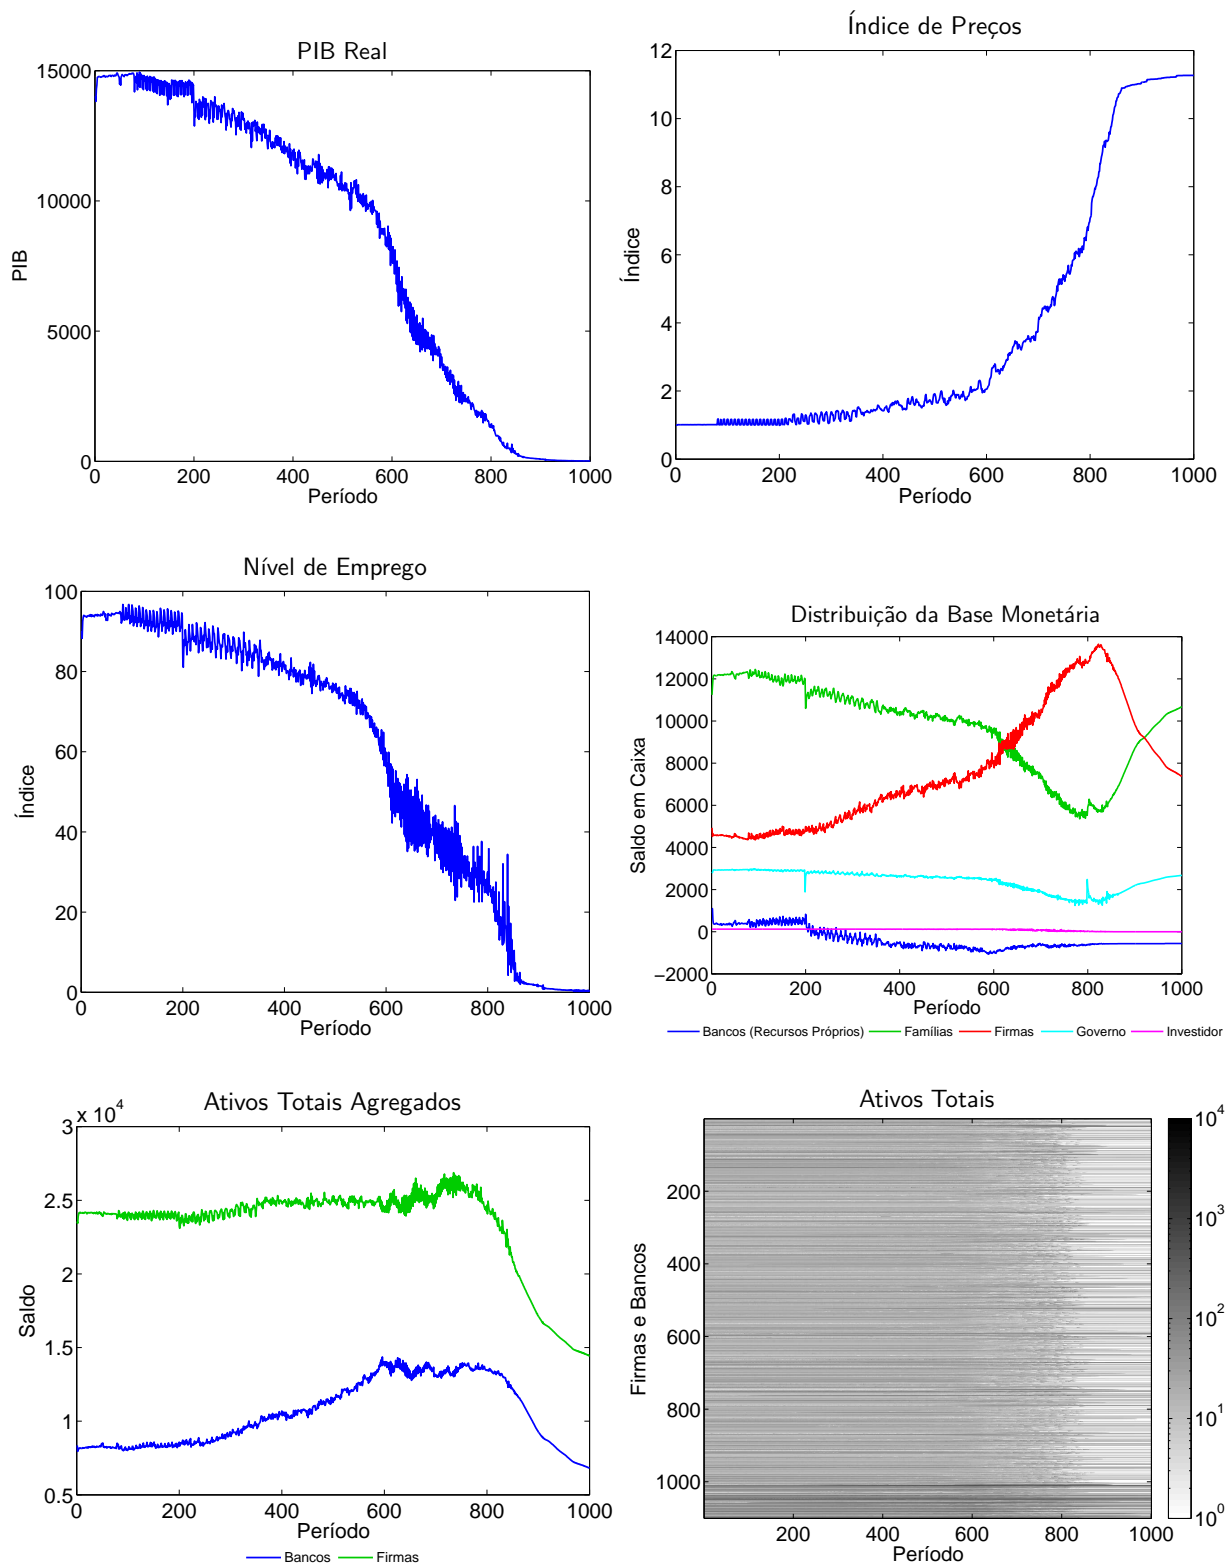 PIB Real
15000
10000
5000
0
PIB
0 200 400 600 800 1000
Período
Índice de Preços
12
10
8
6
4
2
0
Índice
0 200 400 600 800 1000
Período
Nível de Emprego
100
80
60
40
20
0
Índice
0 200 400 600 800 1000
Período
Distribuição da Base Monetária
14000
12000
10000
8000
6000
4000
2000
0
−2000
Saldo em Caixa
0 200 400 600 800 1000
Período
Bancos (Recursos Próprios) Famílias Firmas Governo Investidor
Ativos Totais Agregados
x 10^4
3
2.5
2
1.5
1
0.5
Saldo
0 200 400 600 800 1000
Período
Bancos Firmas
Ativos Totais
200
400
600
800
1000
Firmas e Bancos
200 400 600 800 1000
Período
10^4
10^3
10^2
10^1
10^0